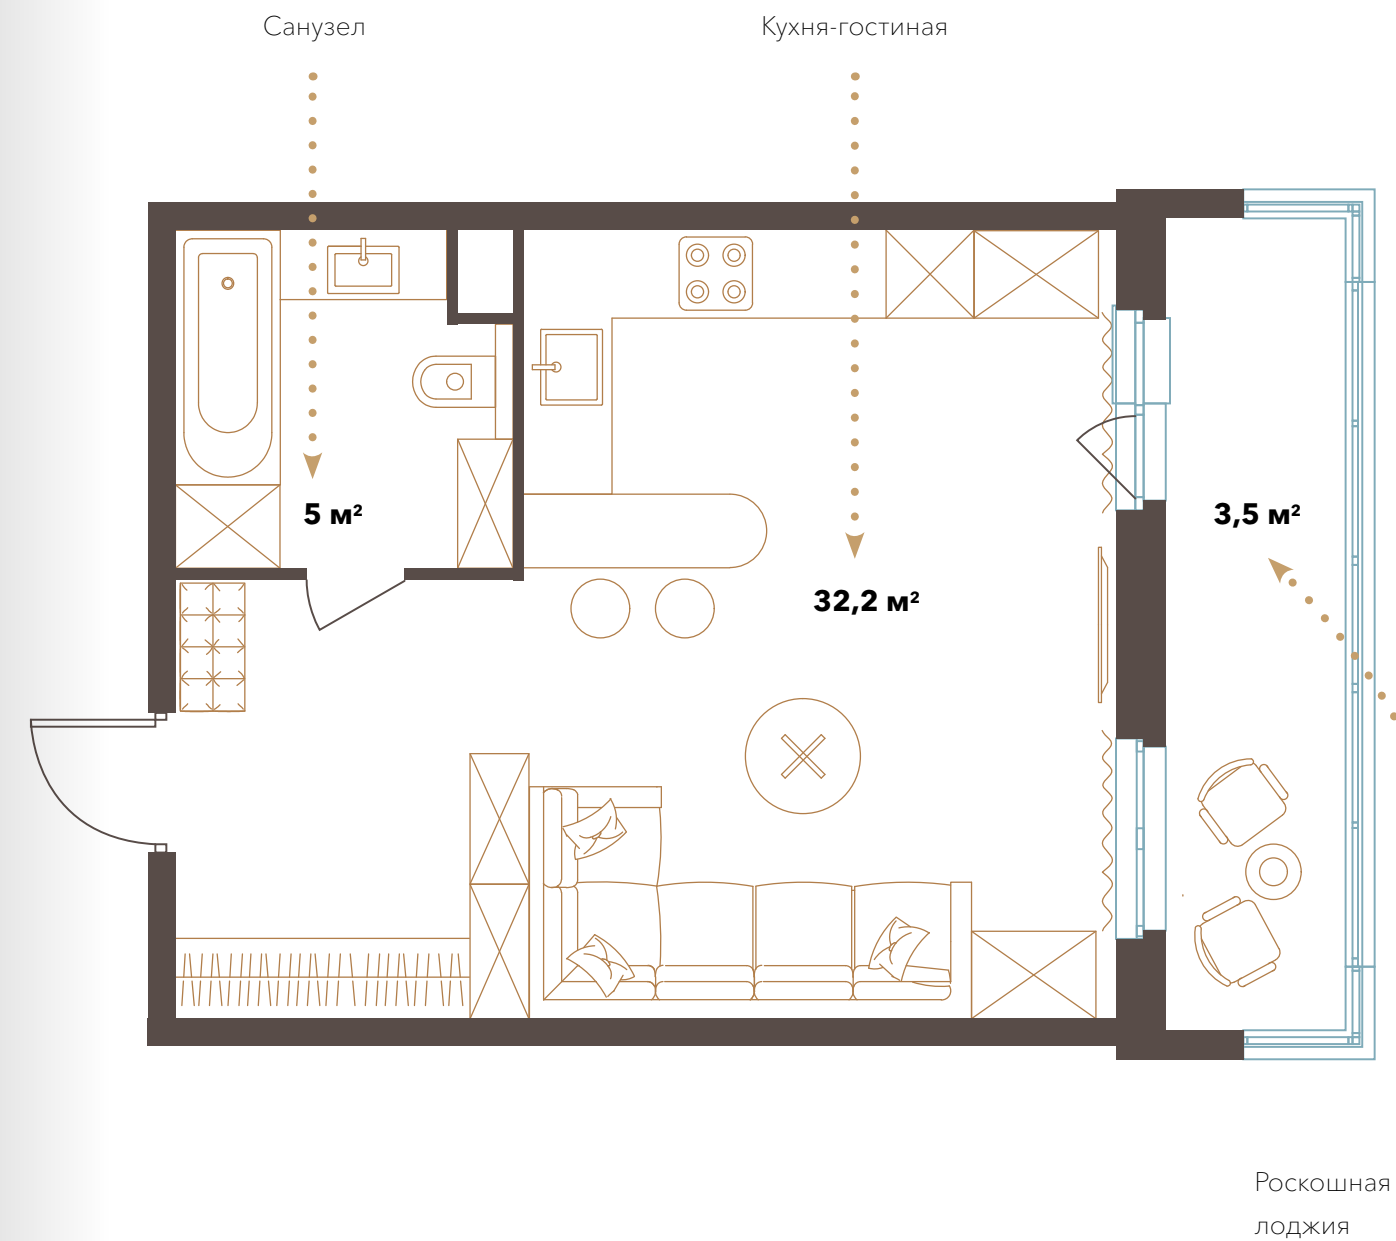 Санузел
Кухня-гостиная
5 м²
32,2 м²
3,5 м²
Роскошная
лоджия